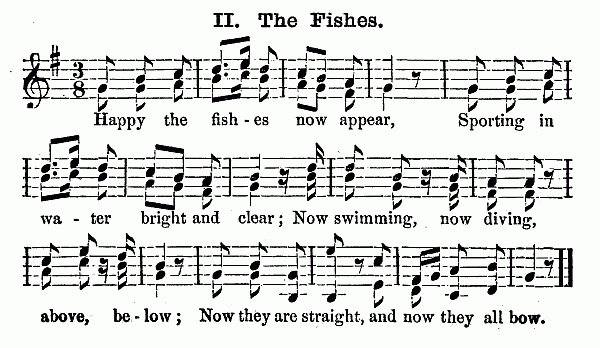 II. The Fishes.
3
8
Happy the fish - es now appear, Sporting in
wa - ter bright and clear; Now swimming, now diving,
above, be - low; Now they are straight, and now they all bow.